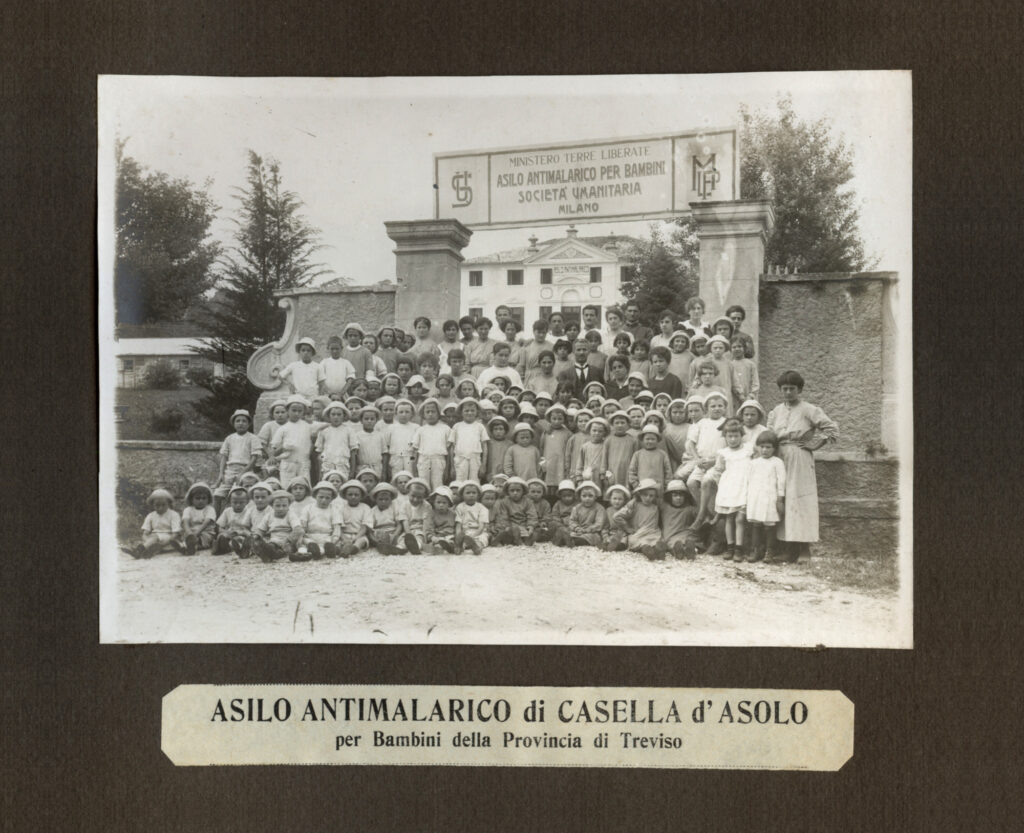 MINISTERO TERRE LIBERATE
ASILO ANTIMALARICO PER BAMBINI
SOCIETÀ UMANITARIA
MILANO
ASILO ANTIMALARICO di CASELLA d'ASOLO
per Bambini della Provincia di Treviso